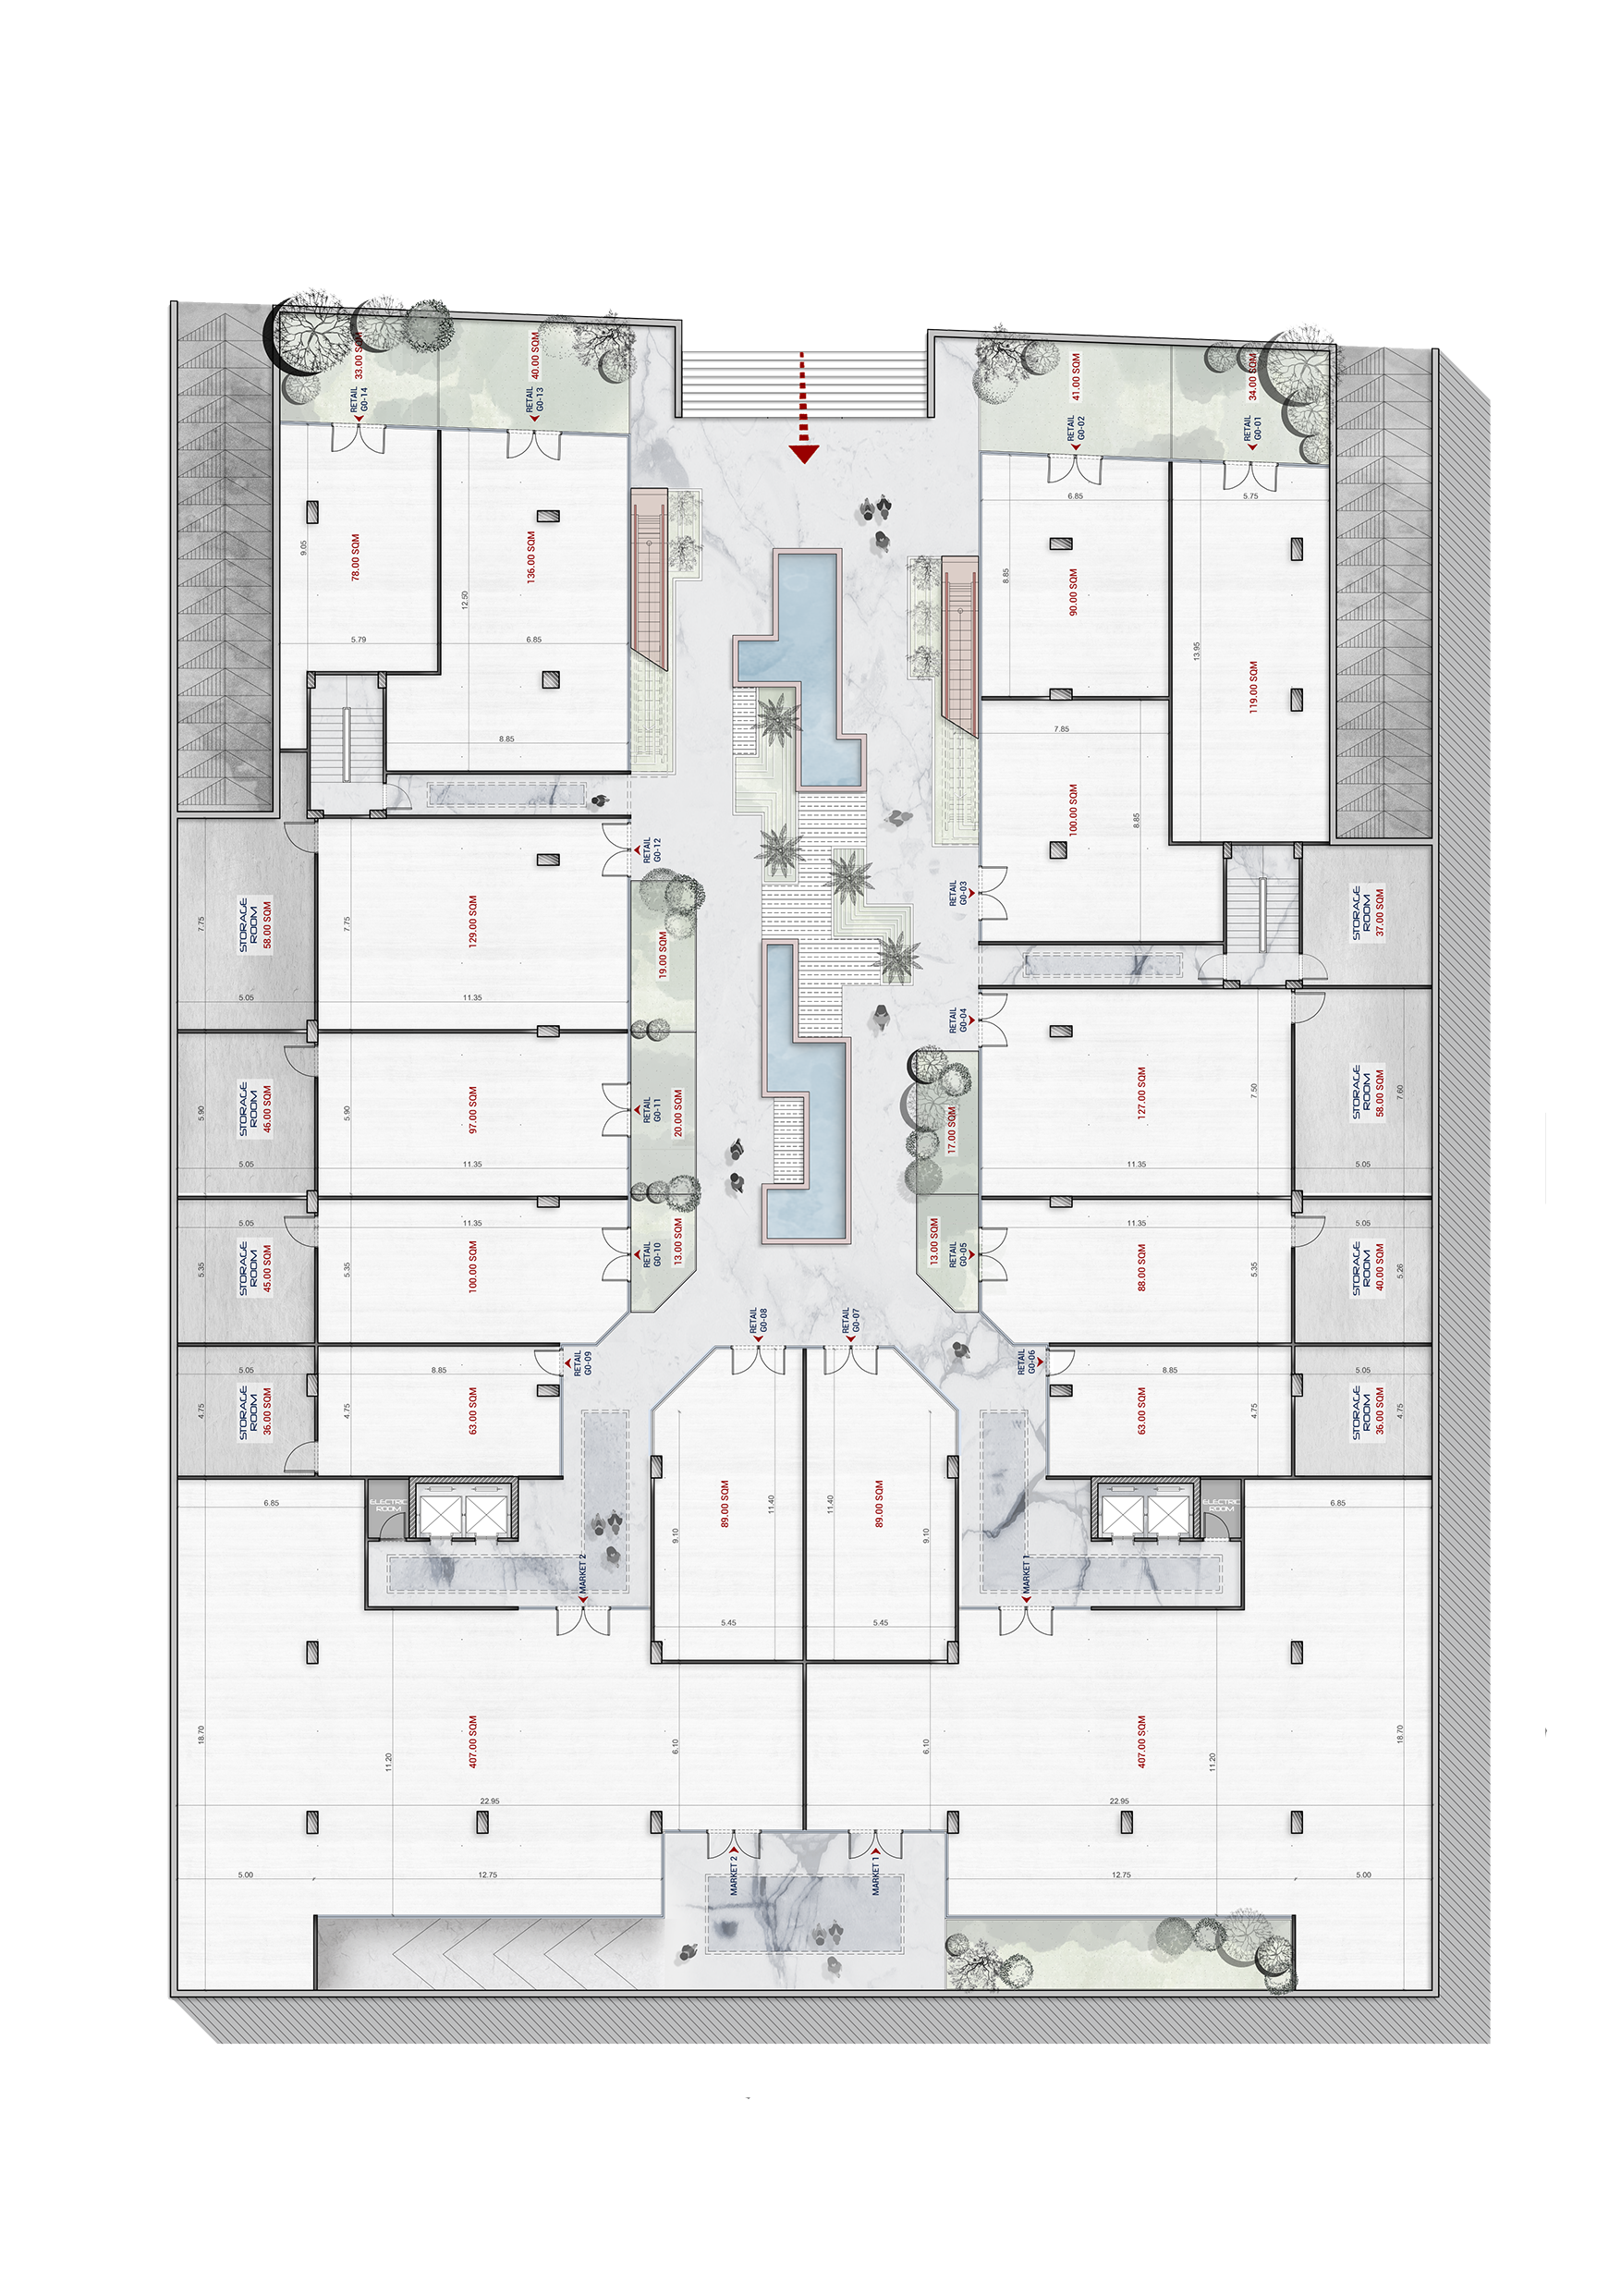 33.00 SQM
RETAIL
G0-14
40.00 SQM
RETAIL
G0-13
41.00 SQM
RETAIL
G0-02
34.00 SQM
RETAIL
G0-01
9.05
78.00 SQM
5.79
136.00 SQM
12.50
6.85
8.85
6.85
8.85
90.00 SQM
5.75
13.95
119.00 SQM
7.85
100.00 SQM
8.85
RETAIL
G0-12
RETAIL
G0-03
7.75
STORAGE
ROOM
58.00 SQM
5.05
7.75
129.00 SQM
11.35
19.00 SQM
STORAGE
ROOM
37.00 SQM
RETAIL
G0-04
5.90
STORAGE
ROOM
46.00 SQM
5.05
5.90
97.00 SQM
11.35
RETAIL
G0-11
20.00 SQM
17.00 SQM
127.00 SQM
7.50
11.35
STORAGE
ROOM
58.00 SQM
7.60
5.05
5.05
5.35
STORAGE
ROOM
45.00 SQM
11.35
5.35
100.00 SQM
RETAIL
G0-10
13.00 SQM
13.00 SQM
RETAIL
G0-05
11.35
88.00 SQM
5.35
5.05
STORAGE
ROOM
40.00 SQM
5.26
RETAIL
G0-08
RETAIL
G0-07
5.05
4.75
STORAGE
ROOM
36.00 SQM
8.85
4.75
63.00 SQM
RETAIL
G0-09
RETAIL
G0-06
8.85
63.00 SQM
4.75
5.05
STORAGE
ROOM
36.00 SQM
4.75
6.85
ELECTRIC
ROOM
89.00 SQM
11.40
9.10
5.45
11.40
89.00 SQM
9.10
5.45
ELECTRIC
ROOM
6.85
MARKET 2
MARKET 1
18.70
11.20
407.00 SQM
6.10
22.95
6.10
407.00 SQM
11.20
18.70
22.95
5.00
12.75
MARKET 2
MARKET 1
12.75
5.00